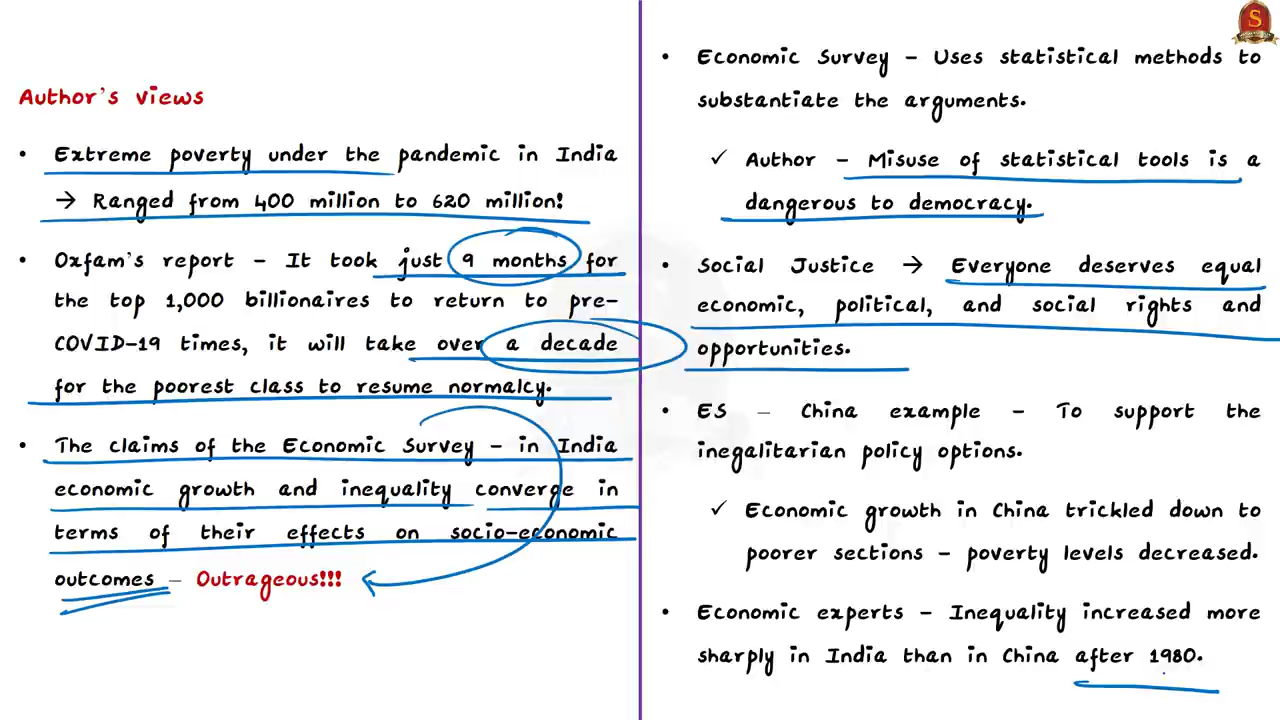 Author's views
• Extreme poverty under the pandemic in India
→ Ranged from 400 million to 620 million!
• Oxfam's report – It took just 9 months for
the top 1,000 billionaires to return to pre-
COVID-19 times, it will take over a decade
for the poorest class to resume normalcy.
• The claims of the Economic Survey – in India
economic growth and inequality converge in
terms of their effects on socio-economic
outcomes – Outrageous!!!
• Economic Survey – Uses statistical methods to
substantiate the arguments.
✓ Author – Misuse of statistical tools is a
dangerous to democracy.
• Social Justice → Everyone deserves equal
economic, political, and social rights and
opportunities.
• ES – China example – To support the
inegalitarian policy options.
✓ Economic growth in China trickled down to
poorer sections – poverty levels decreased.
• Economic experts – Inequality increased more
sharply in India than in China after 1980.
S